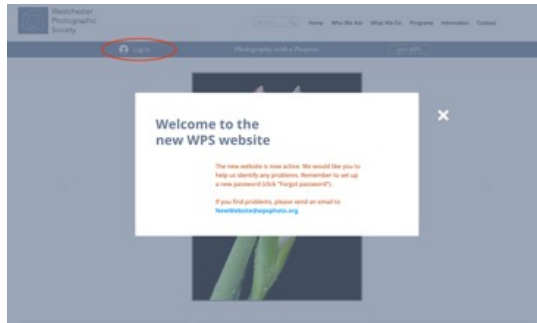 Westchester
Photographic
Society
Home Who We Are What We Do Programs Information Contact
Log In
Photography with a Purpose
Join WPS
Welcome to the
new WPS website
The new website is now active. We would like you to
help us identify any problems. Remember to set up
a new password (click "Forgot password").
If you find problems, please send an email to
NewWebsite@wpsphoto.org.